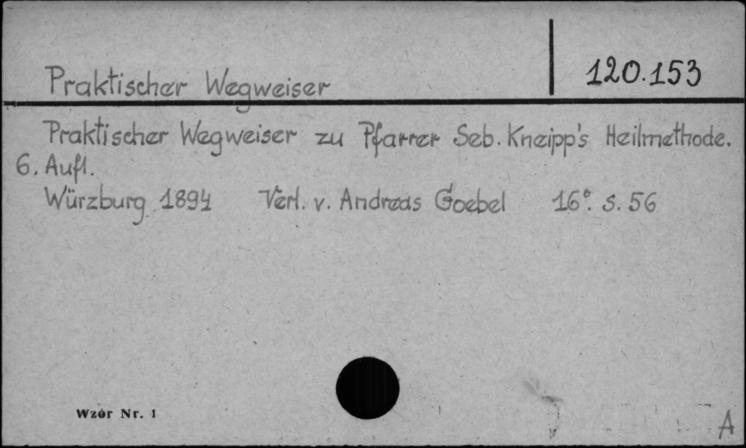 Praktischer Wegweiser
120.153
Praktischer Wegweiser zu Pfarrer Seb. Kneipp's Heilmethode.
6. Aufl.
Würzburg 1894 Verl. v. Andreas Goebel 16°. S. 56
Wzór Nr. 1
A